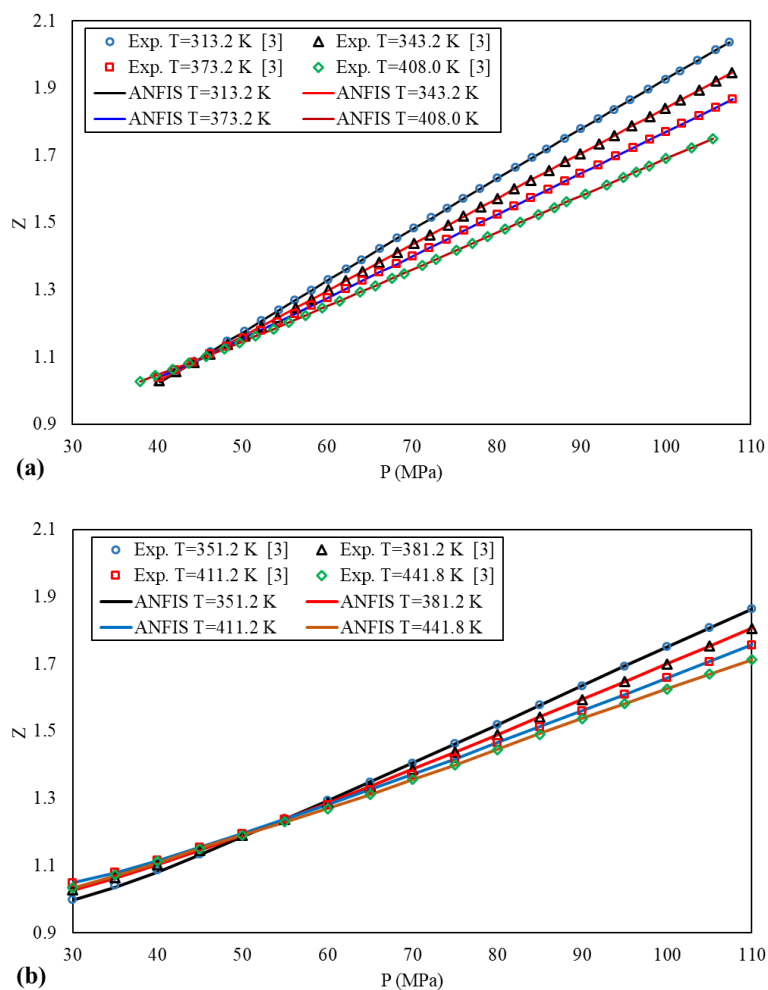 2.1
Exp. T=313.2 K [3]
Exp. T=343.2 K [3]
Exp. T=373.2 K [3]
Exp. T=408.0 K [3]
ANFIS T=313.2 K
ANFIS T=343.2 K
ANFIS T=373.2 K
ANFIS T=408.0 K
1.9
1.7
Z
1.5
1.3
1.1
0.9
30 40 50 60 70 80 90 100 110
(a)
P (MPa)
2.1
Exp. T=351.2 K [3]
Exp. T=381.2 K [3]
Exp. T=411.2 K [3]
Exp. T=441.8 K [3]
ANFIS T=351.2 K
ANFIS T=381.2 K
ANFIS T=411.2 K
ANFIS T=441.8 K
1.9
1.7
Z
1.5
1.3
1.1
0.9
30 40 50 60 70 80 90 100 110
(b)
P (MPa)